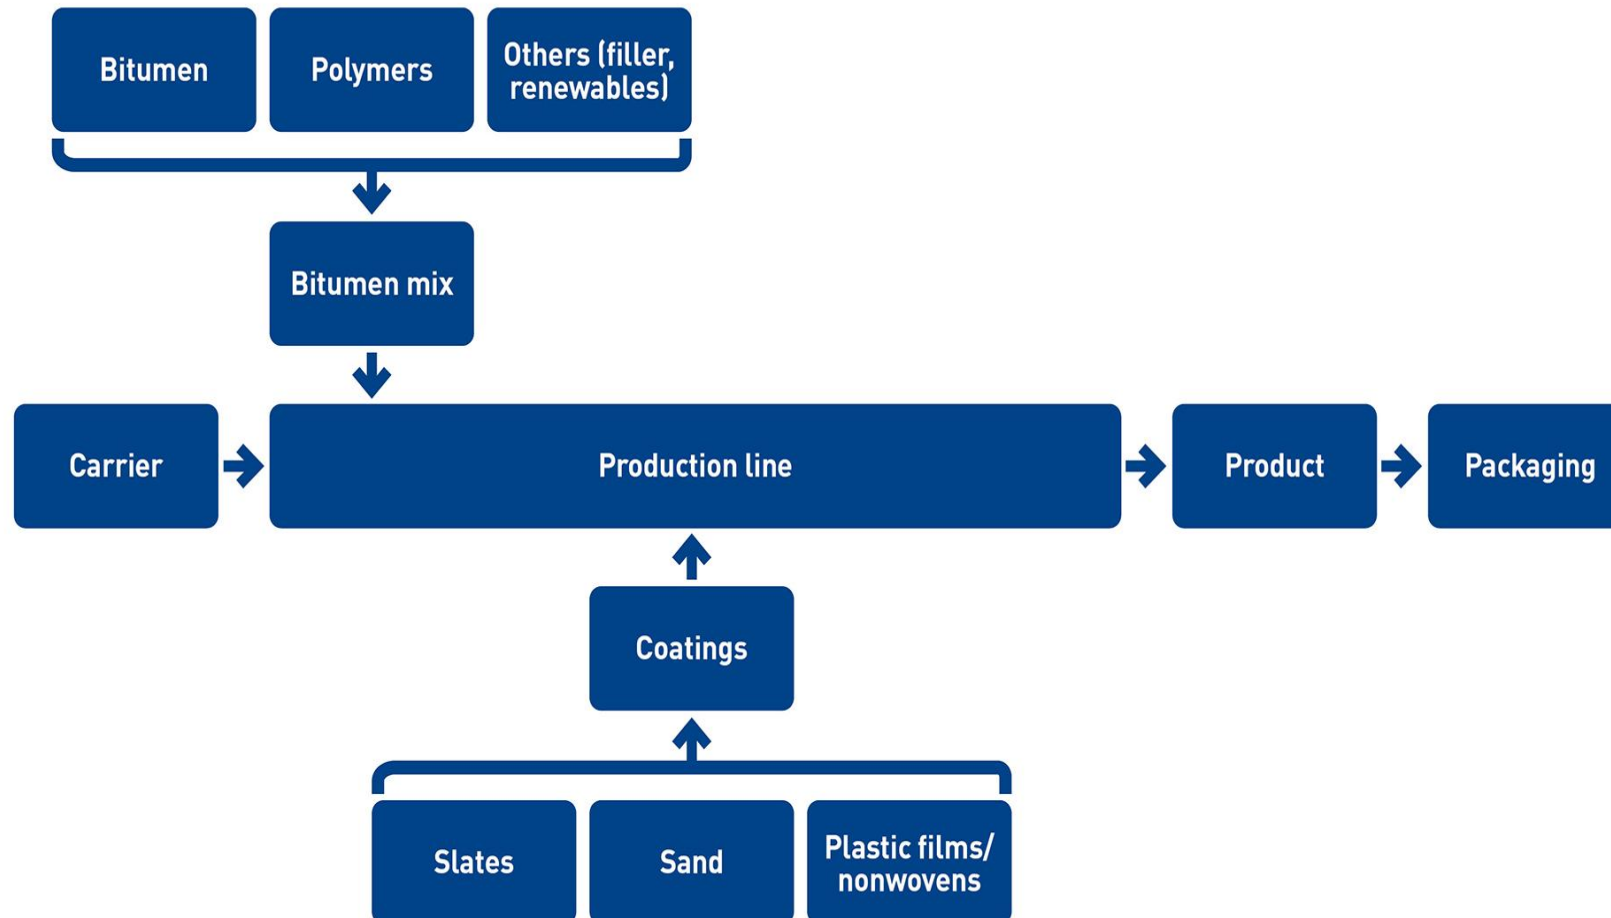 Bitumen
Polymers
Others (filler,
renewables)
Bitumen mix
Carrier
Production line
Product
Packaging
Coatings
Slates
Sand
Plastic films/
nonwovens